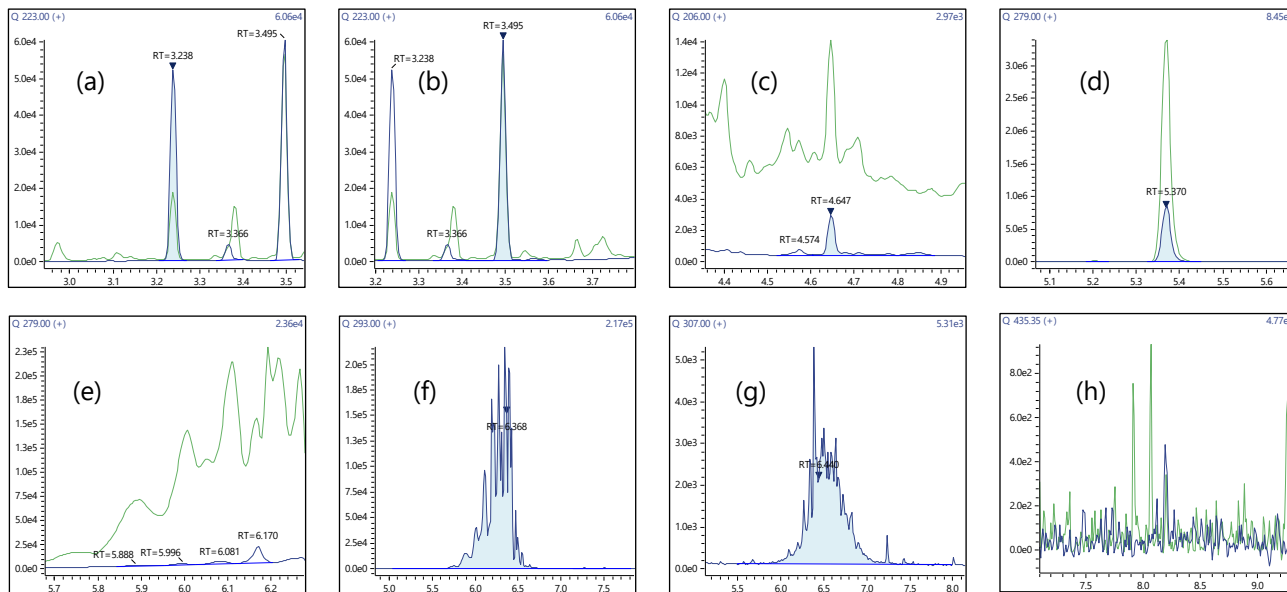 Q 223.00 (+) 6.06e4
6.0e4
5.0e4
4.0e4
3.0e4
2.0e4
1.0e4
0.0e0
(a)
RT=3.238
RT=3.495
RT=3.366
3.0 3.1 3.2 3.3 3.4 3.5
Q 223.00 (+) 6.06e4
6.0e4
5.0e4
4.0e4
3.0e4
2.0e4
1.0e4
0.0e0
(b)
RT=3.495
RT=3.238
RT=3.366
3.2 3.3 3.4 3.5 3.6 3.7
Q 206.00 (+) 2.97e3
1.4e4
1.2e4
1.0e4
8.0e3
6.0e3
4.0e3
2.0e3
0.0e0
(c)
RT=4.647
RT=4.574
4.4 4.5 4.6 4.7 4.8 4.9
Q 279.00 (+) 8.45e
3.0e6
2.5e6
2.0e6
1.5e6
1.0e6
5.0e5
0.0e0
(d)
RT=5.370
5.1 5.2 5.3 5.4 5.5 5.6
Q 279.00 (+) 2.36e4
2.3e5
2.0e5
1.8e5
1.5e5
1.3e5
1.0e5
7.5e4
5.0e4
2.5e4
0.0e0
(e)
RT=5.888
RT=5.996
RT=6.081
RT=6.170
5.7 5.8 5.9 6.0 6.1 6.2
Q 293.00 (+) 2.17e5
2.0e5
1.8e5
1.5e5
1.3e5
1.0e5
7.5e4
5.0e4
2.5e4
0.0e0
(f)
RT=6.368
5.0 5.5 6.0 6.5 7.0 7.5
Q 307.00 (+) 5.31e3
5.0e3
4.0e3
3.0e3
2.0e3
1.0e3
0.0e0
(g)
RT=6.440
5.5 6.0 6.5 7.0 7.5 8.0
Q 435.35 (+) 4.77e
8.0e2
6.0e2
4.0e2
2.0e2
0.0e0
(h)
7.5 8.0 8.5 9.0